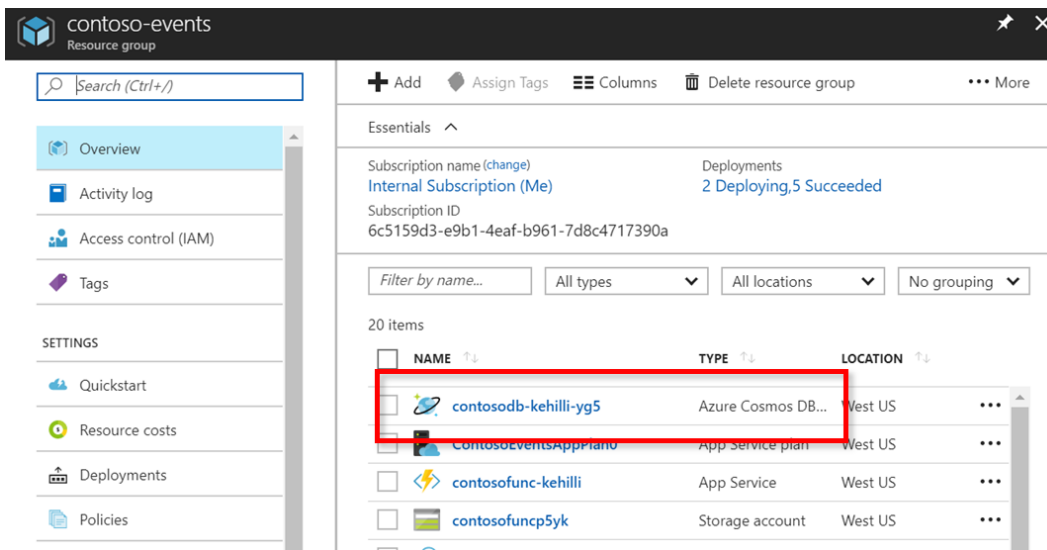 contoso-events
Resource group
Search (Ctrl+/)
Overview
Activity log
Access control (IAM)
Tags
SETTINGS
Quickstart
Resource costs
Deployments
Policies
Add Assign Tags Columns Delete resource group ••• More
Essentials
Subscription name (change) Deployments
Internal Subscription (Me) 2 Deploying,5 Succeeded
Subscription ID
6c5159d3-e9b1-4eaf-b961-7d8c4717390a
Filter by name... All types All locations No grouping
20 items
NAME TYPE LOCATION
contosodb-kehilli-yg5 Azure Cosmos DB... West US
ContosoEventsAppPlan0 App Service plan West US
contosofunc-kehilli App Service West US
contosofuncp5yk Storage account West US